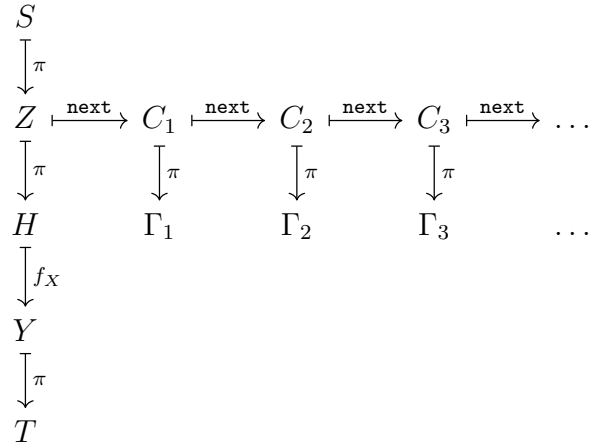 S
π
next next next next
Z C₁ C₂ C₃ ...
π π π π
H Γ₁ Γ₂ Γ₃ ...
f_X
Y
π
T